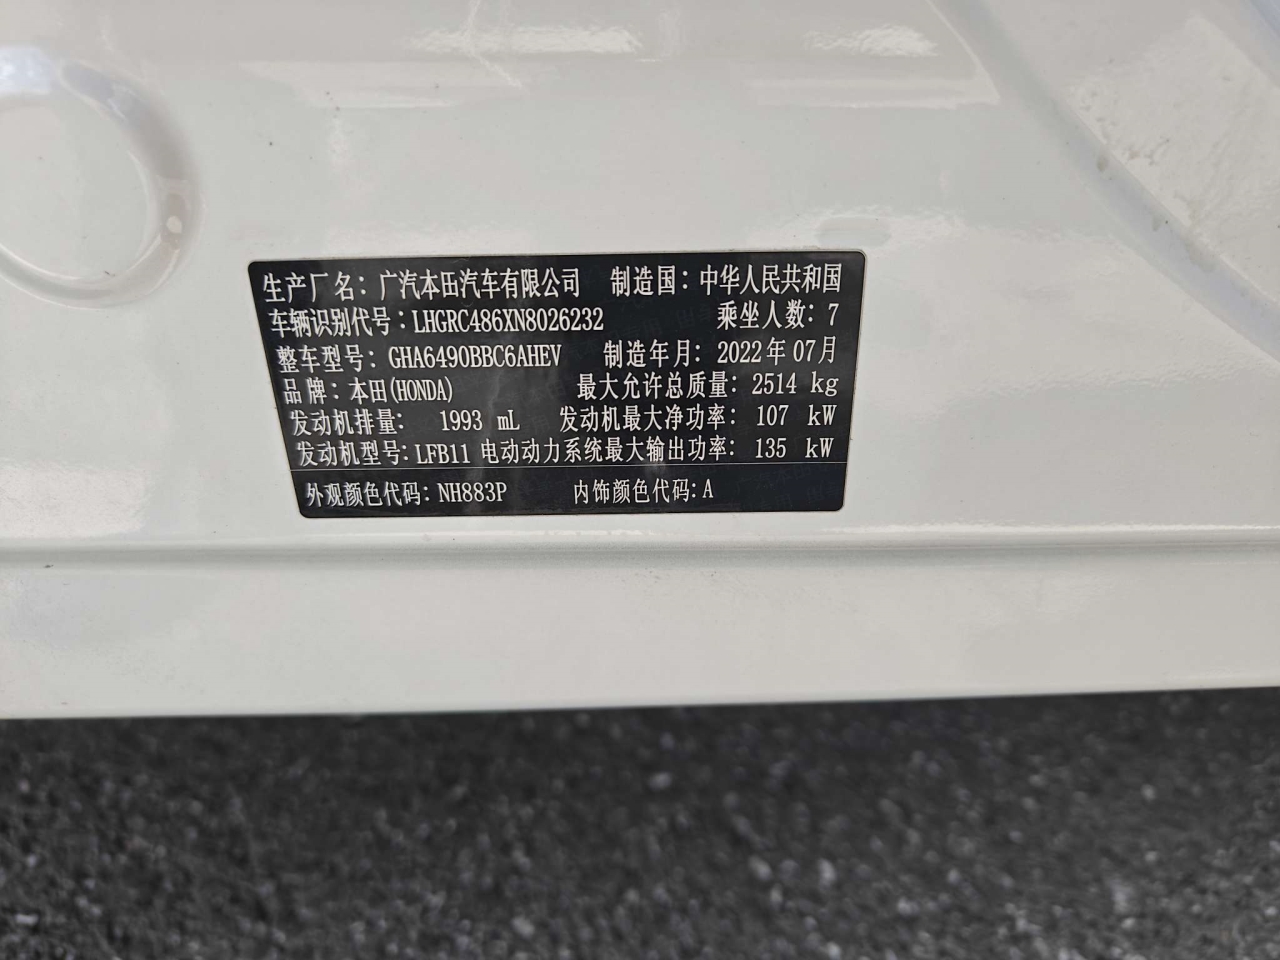 生产厂名：广汽本田汽车有限公司 制造国：中华人民共和国
车辆识别代号：LHGRC486XN8026232 乘坐人数：7
整车型号：GHA6490BBC6AHEV 制造年月：2022年07月
品牌：本田(HONDA) 最大允许总质量：2514 kg
发动机排量： 1993 mL 发动机最大净功率：107 kW
发动机型号：LFB11 电动动力系统最大输出功率：135 kW
外观颜色代码：NH883P 内饰颜色代码：A